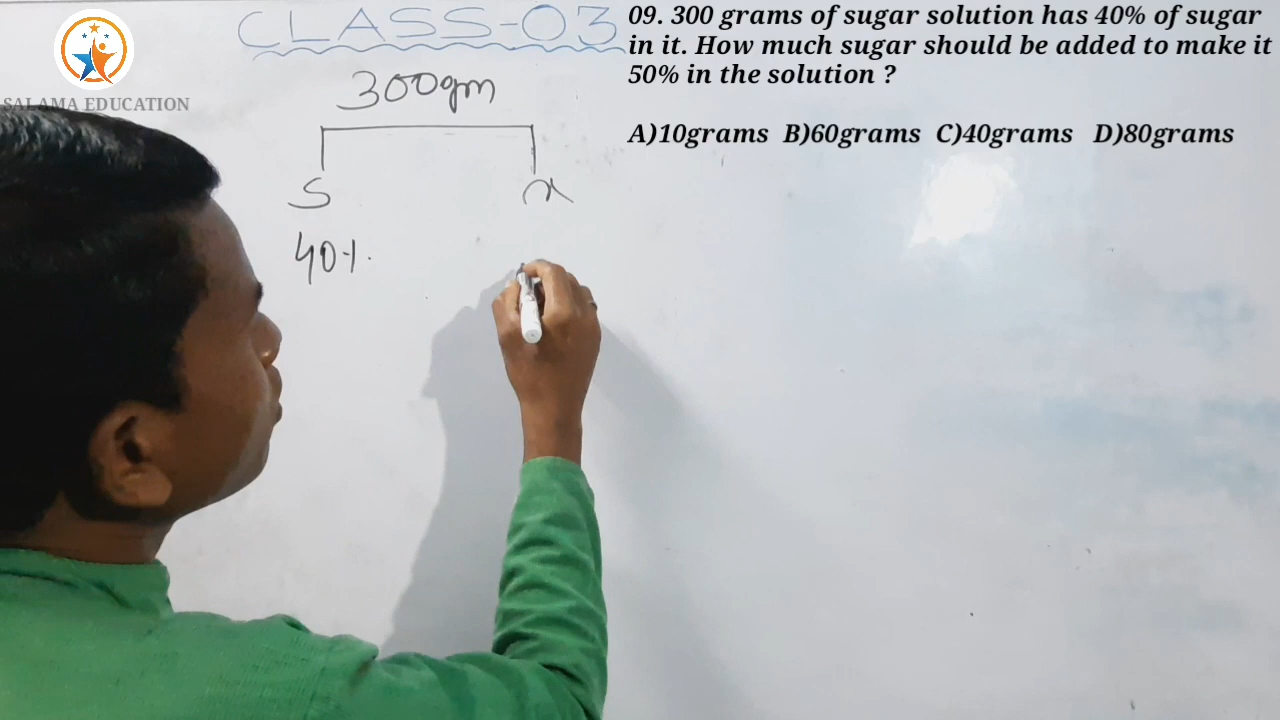 CLASS-03
SALAMA EDUCATION
09. 300 grams of sugar solution has 40% of sugar
in it. How much sugar should be added to make it
50% in the solution ?
A)10grams B)60grams C)40grams D)80grams
300gm
S
40%